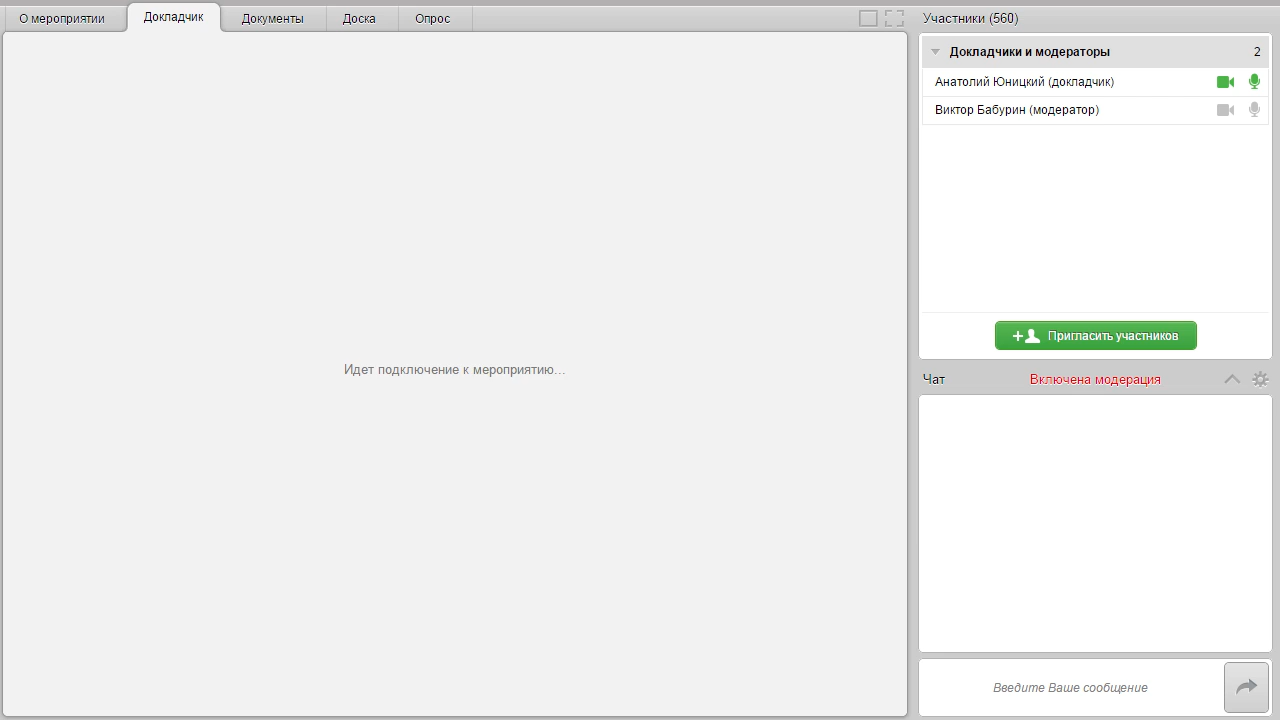 О мероприятии
Докладчик
Документы
Доска
Опрос
Участники (560)
Докладчики и модераторы 2
Анатолий Юницкий (докладчик)
Виктор Бабурин (модератор)
Пригласить участников
Идет подключение к мероприятию...
Чат
Включена модерация
Введите Ваше сообщение